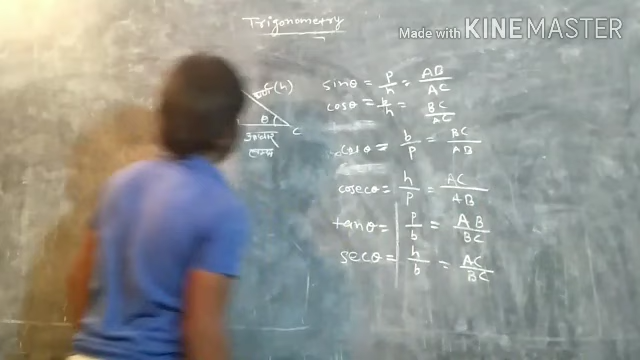 Trigonometry
Made with KINEMASTER
(h)
θ
C
sinθ = p/h = AB/AC
cosθ = b/h = BC/AC
cotθ = b/p = BC/AB
cosecθ = h/p = AC/AB
tanθ = p/b = AB/BC
secθ = h/b = AC/BC